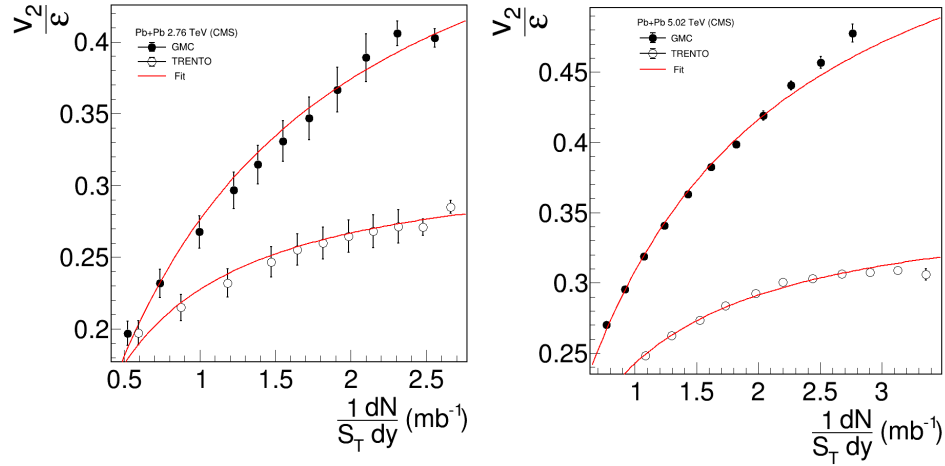 v2/ε
Pb+Pb 2.76 TeV (CMS)
GMC
TRENTO
Fit
0.4
0.35
0.3
0.25
0.2
0.5 1 1.5 2 2.5
1 dN
S_T dy (mb⁻¹)
v2/ε
Pb+Pb 5.02 TeV (CMS)
GMC
TRENTO
Fit
0.45
0.4
0.35
0.3
0.25
1 1.5 2 2.5 3
1 dN
S_T dy (mb⁻¹)